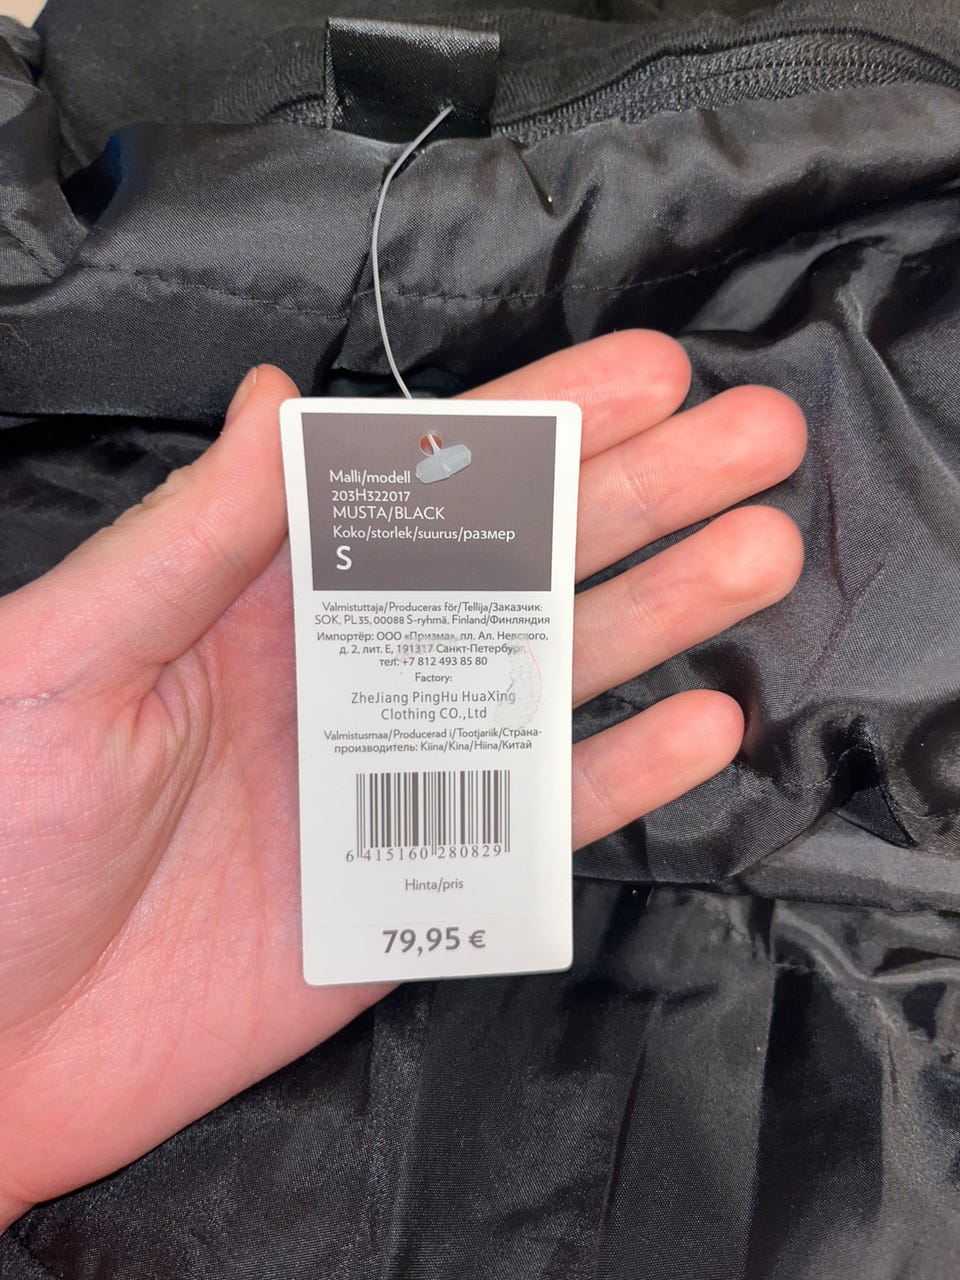 Malli/modell
203H322017
MUSTA/BLACK
Koko/storlek/suurus/размер
S
Valmistuttaja/Produceras för/Tellija/Заказчик:
SOK, PL 35, 00088 S-ryhmä, Finland/Финляндия
Импортёр: ООО «Призма» пл. Ал. Невского,
д. 2, лит. Е, 191317 Санкт-Петербург,
тел: +7 812 493 85 80
Factory:
ZheJiang PingHu HuaXing
Clothing CO.,Ltd
Valmistusmaa/Producerad i/Tootjariik/Страна-
производитель: Kiina/Kina/Hiina/Китай
6 415160 280829
Hinta/pris
79,95 €